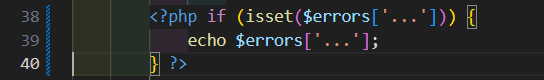 38 <?php if (isset($errors['...'])) {
39 echo $errors['...'];
40 } ?>